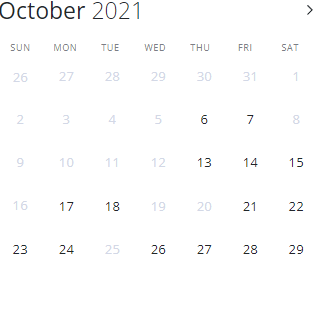 October 2021
SUN MON TUE WED THU FRI SAT
26 27 28 29 30 31 1
2 3 4 5 6 7 8
9 10 11 12 13 14 15
16 17 18 19 20 21 22
23 24 25 26 27 28 29